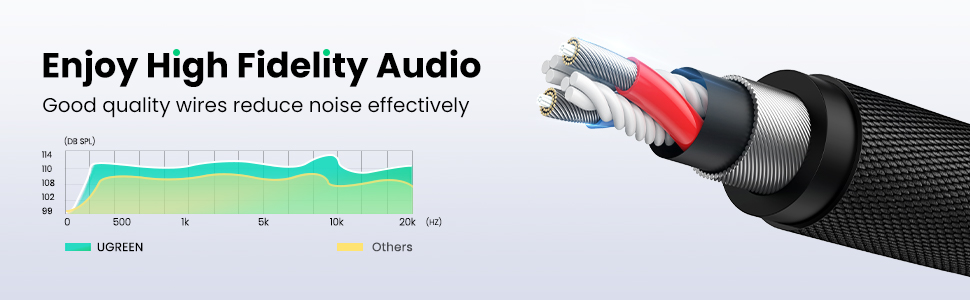 Enjoy High Fidelity Audio
Good quality wires reduce noise effectively
(DB SPL)
114
110
108
102
99
0 500 1k 5k 10k 20k (HZ)
UGREEN Others